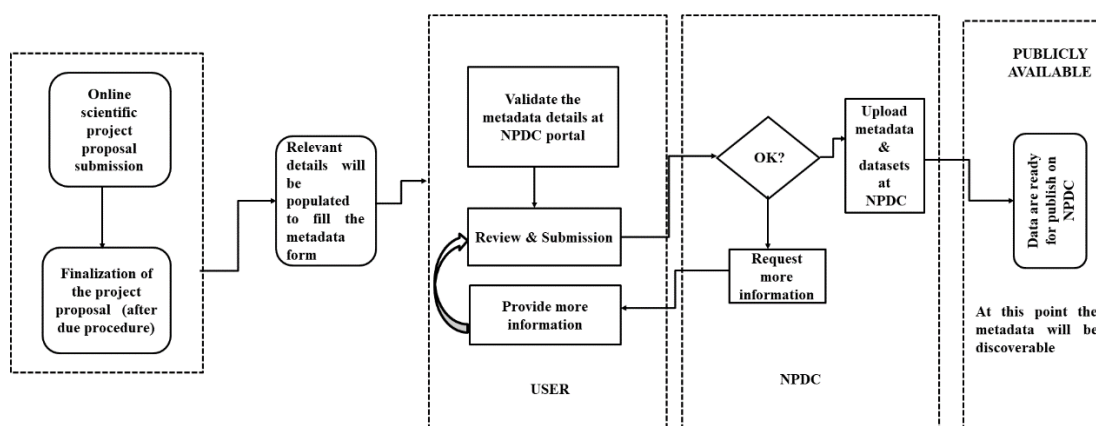 Online
scientific
project
proposal
submission
Finalization of
the project
proposal (after
due procedure)
Relevant
details will
be
populated
to fill the
metadata
form
Validate the
metadata details at
NPDC portal
Review & Submission
Provide more
information
USER
OK?
Request
more
information
Upload
metadata
&
datasets
at
NPDC
NPDC
PUBLICLY
AVAILABLE
Data are ready
for publish on
NPDC
At this point the
metadata will be
discoverable